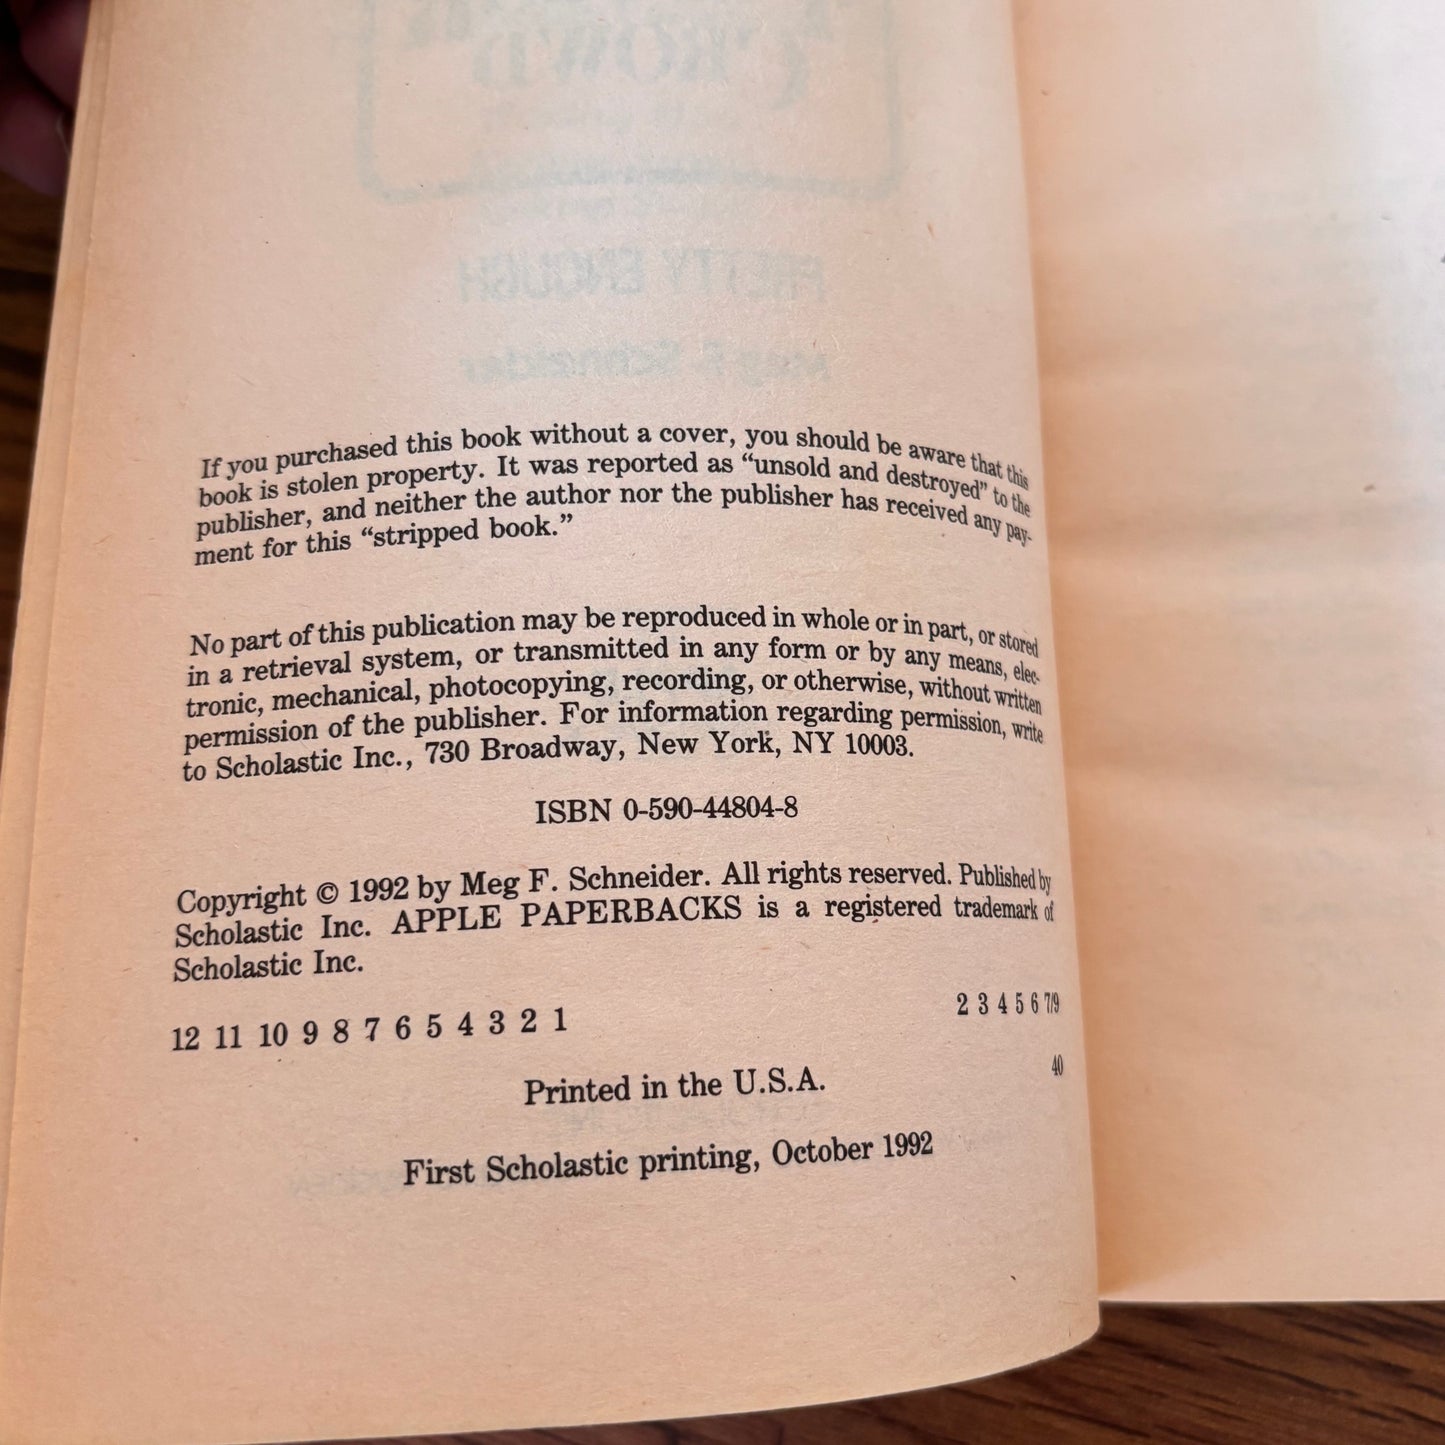 CROWD
PRETTY ENOUGH
Meg F. Schneider
If you purchased this book without a cover, you should be aware that this
book is stolen property. It was reported as “unsold and destroyed” to the
publisher, and neither the author nor the publisher has received any pay-
ment for this “stripped book.”
No part of this publication may be reproduced in whole or in part, or stored
in a retrieval system, or transmitted in any form or by any means, elec-
tronic, mechanical, photocopying, recording, or otherwise, without written
permission of the publisher. For information regarding permission, write
to Scholastic Inc., 730 Broadway, New York, NY 10003.
ISBN 0-590-44804-8
Copyright © 1992 by Meg F. Schneider. All rights reserved. Published by
Scholastic Inc. APPLE PAPERBACKS is a registered trademark of
Scholastic Inc.
12 11 10 9 8 7 6 5 4 3 2 1 2 3 4 5 6 7/9
40
Printed in the U.S.A.
First Scholastic printing, October 1992